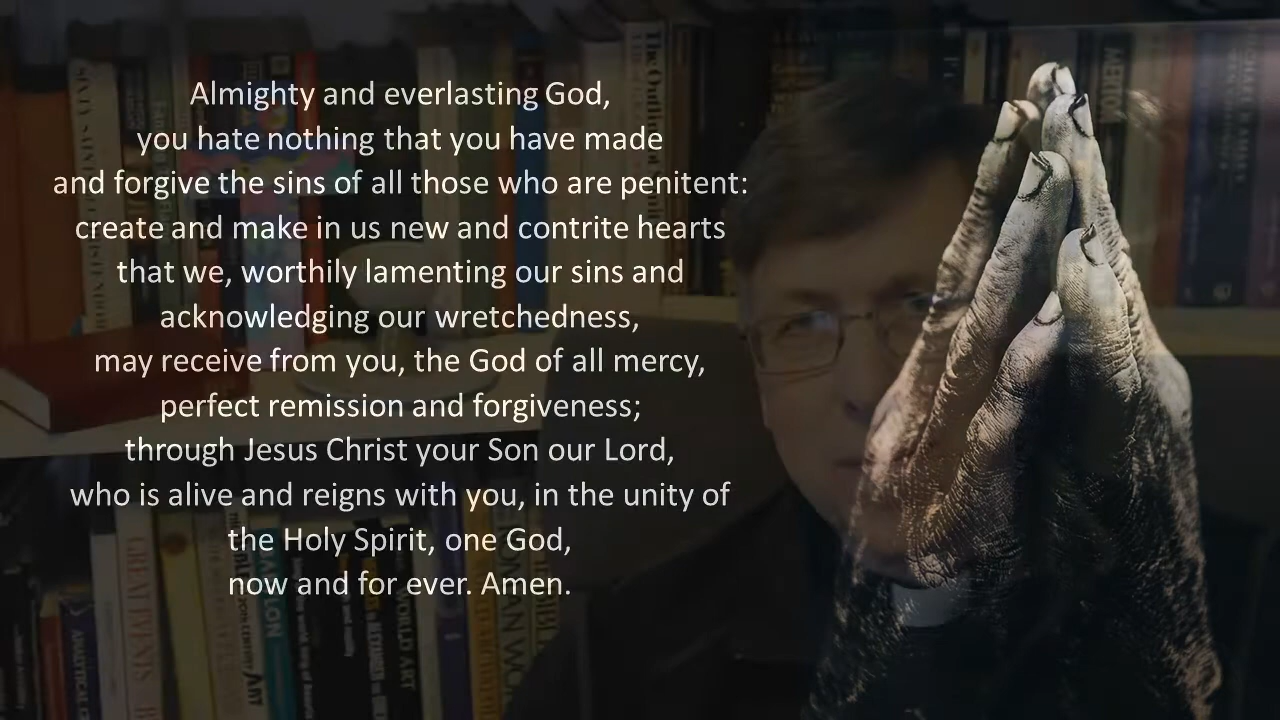 Almighty and everlasting God,
you hate nothing that you have made
and forgive the sins of all those who are penitent:
create and make in us new and contrite hearts
that we, worthily lamenting our sins and
acknowledging our wretchedness,
may receive from you, the God of all mercy,
perfect remission and forgiveness;
through Jesus Christ your Son our Lord,
who is alive and reigns with you, in the unity of
the Holy Spirit, one God,
now and for ever. Amen.